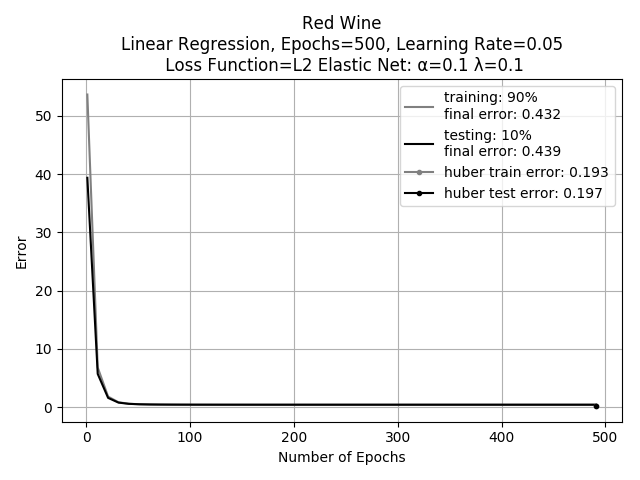 Red Wine
Linear Regression, Epochs=500, Learning Rate=0.05
Loss Function=L2 Elastic Net: α=0.1 λ=0.1
training: 90%
final error: 0.432
testing: 10%
final error: 0.439
huber train error: 0.193
huber test error: 0.197
Error
50
40
30
20
10
0
0 100 200 300 400 500
Number of Epochs